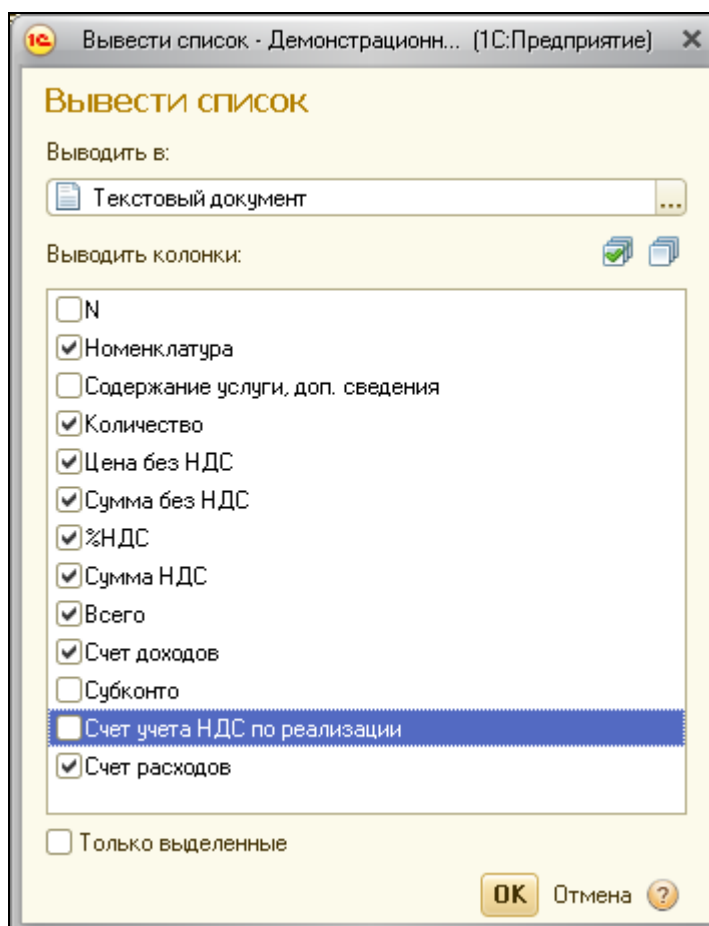 1С Вывести список - Демонстрационн... (1С:Предприятие)
Вывести список
Выводить в:
Текстовый документ ...
Выводить колонки:
N
Номенклатура
Содержание услуги, доп. сведения
Количество
Цена без НДС
Сумма без НДС
%НДС
Сумма НДС
Всего
Счет доходов
Субконто
Счет учета НДС по реализации
Счет расходов
Только выделенные
OK Отмена ?